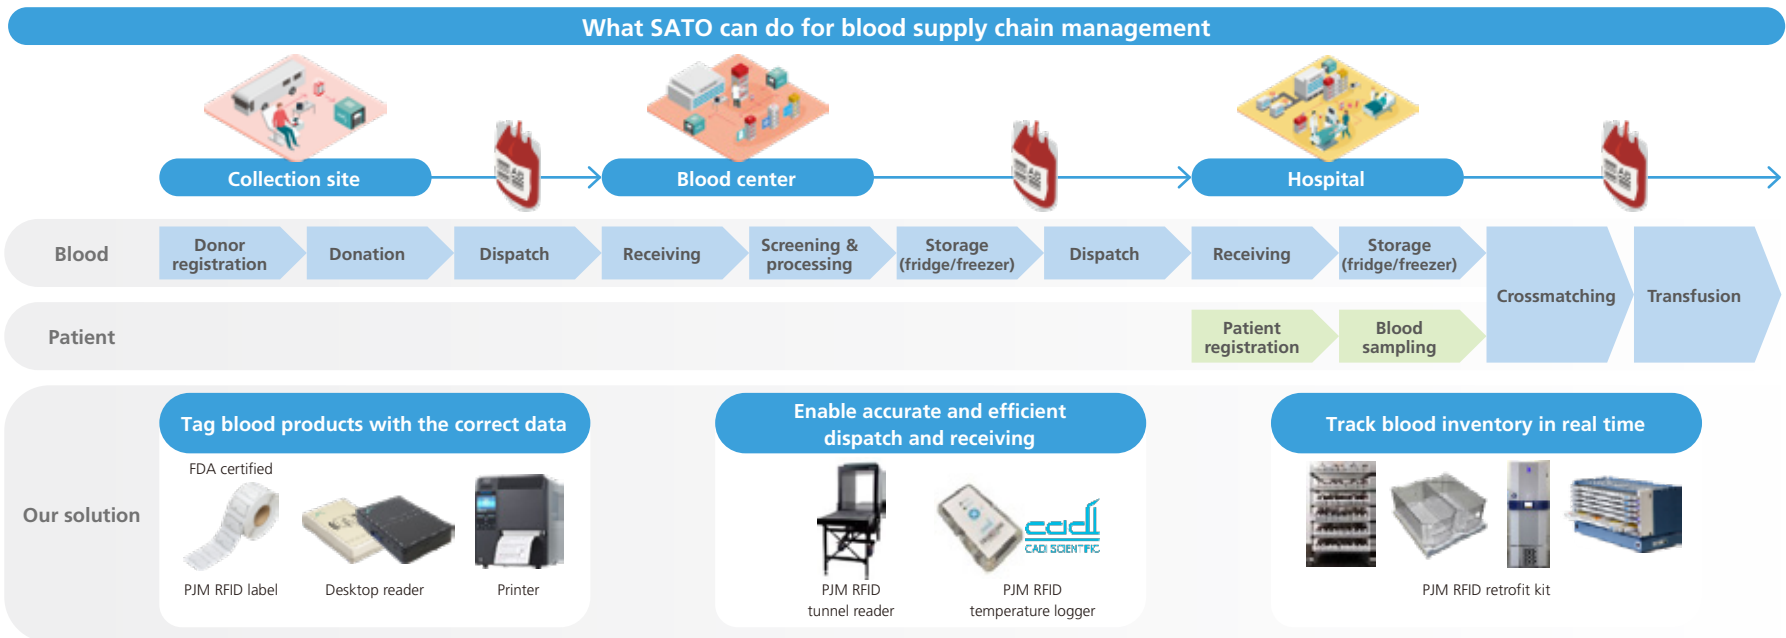 What SATO can do for blood supply chain management
Collection site
Blood center
Hospital
Blood
Donor
registration
Donation
Dispatch
Receiving
Screening &
processing
Storage
(fridge/freezer)
Dispatch
Receiving
Storage
(fridge/freezer)
Crossmatching
Transfusion
Patient
Patient
registration
Blood
sampling
Our solution
Tag blood products with the correct data
FDA certified
PJM RFID label
Desktop reader
Printer
Enable accurate and efficient
dispatch and receiving
PJM RFID
tunnel reader
cadi
CADI SCIENTIFIC
PJM RFID
temperature logger
Track blood inventory in real time
PJM RFID retrofit kit